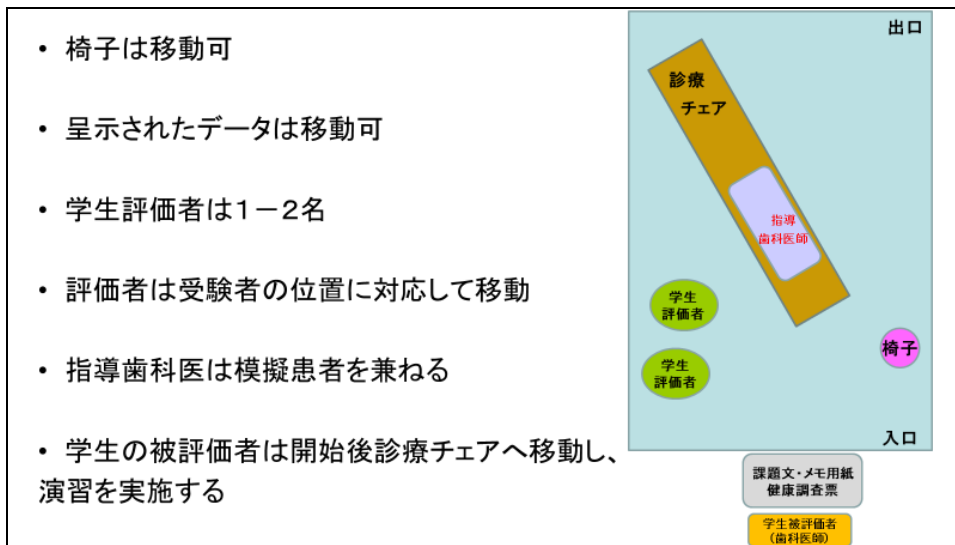 • 椅子は移動可
• 呈示されたデータは移動可
• 学生評価者は１－２名
• 評価者は受験者の位置に対応して移動
• 指導歯科医は模擬患者を兼ねる
• 学生の被評価者は開始後診療チェアへ移動し、
演習を実施する
出口
診療
チェア
指導
歯科医師
学生
評価者
学生
評価者
椅子
入口
課題文・メモ用紙
健康調査票
学生被評価者
(歯科医師)